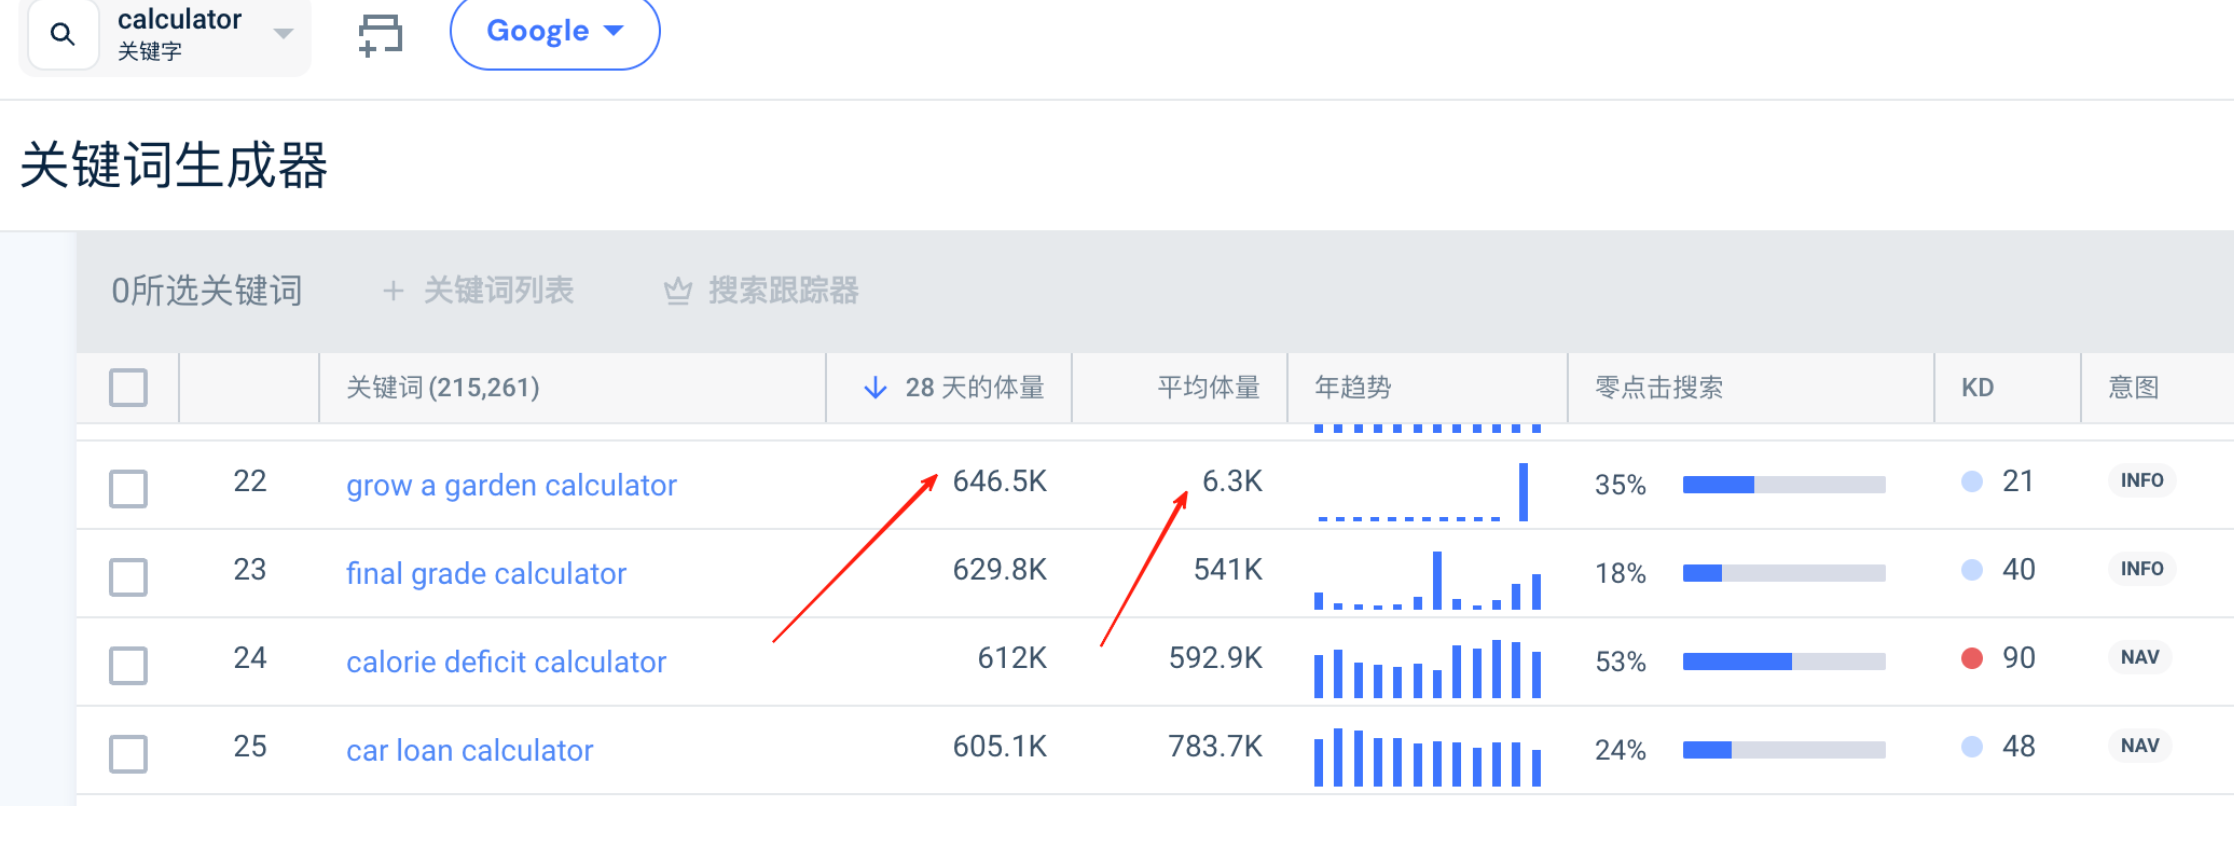 calculator
关键字
Google
关键词生成器
0所选关键词
+ 关键词列表
搜索跟踪器
关键词 (215,261)
28 天的体量
平均体量
年趋势
零点击搜索
KD
意图
22 grow a garden calculator 646.5K 6.3K 35% 21 INFO
23 final grade calculator 629.8K 541K 18% 40 INFO
24 calorie deficit calculator 612K 592.9K 53% 90 NAV
25 car loan calculator 605.1K 783.7K 24% 48 NAV